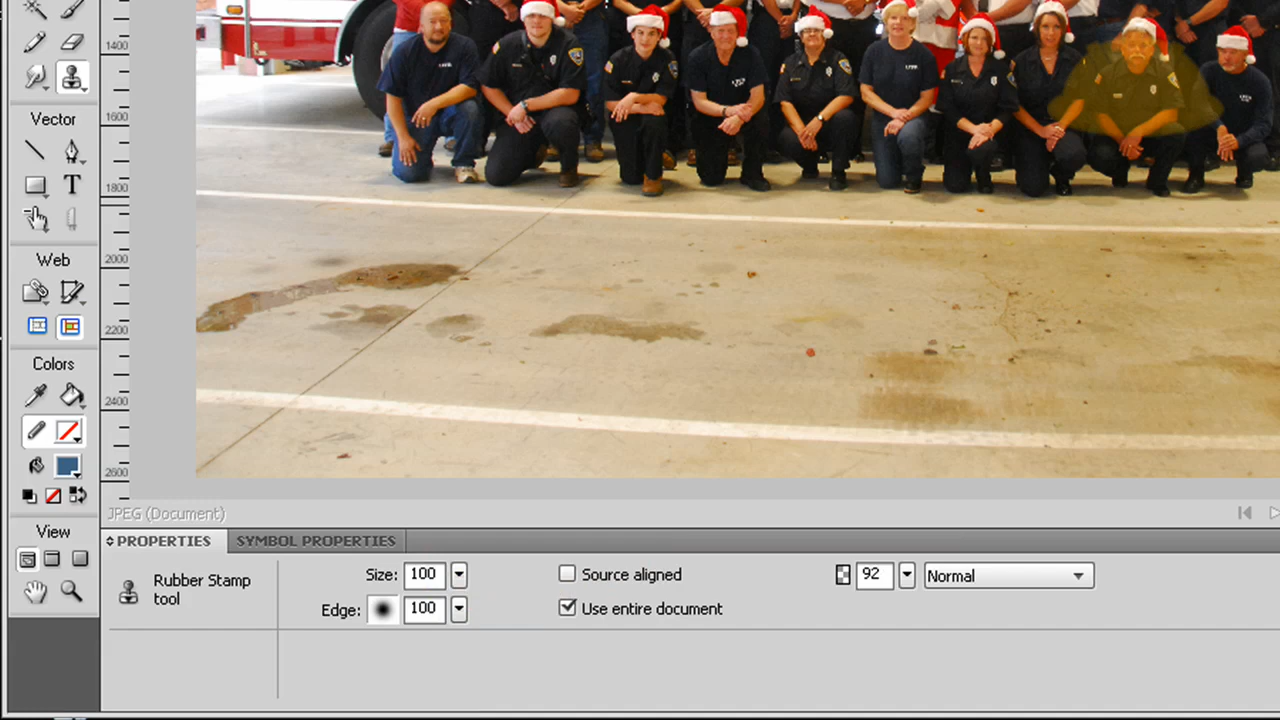 1400
1600
Vector
T
1800
Web
2000
2200
Colors
2400
2600
JPEG (Document)
View
PROPERTIES
SYMBOL PROPERTIES
Rubber Stamp
tool
Size: 100
Source aligned
92
Normal
Edge: 100
Use entire document